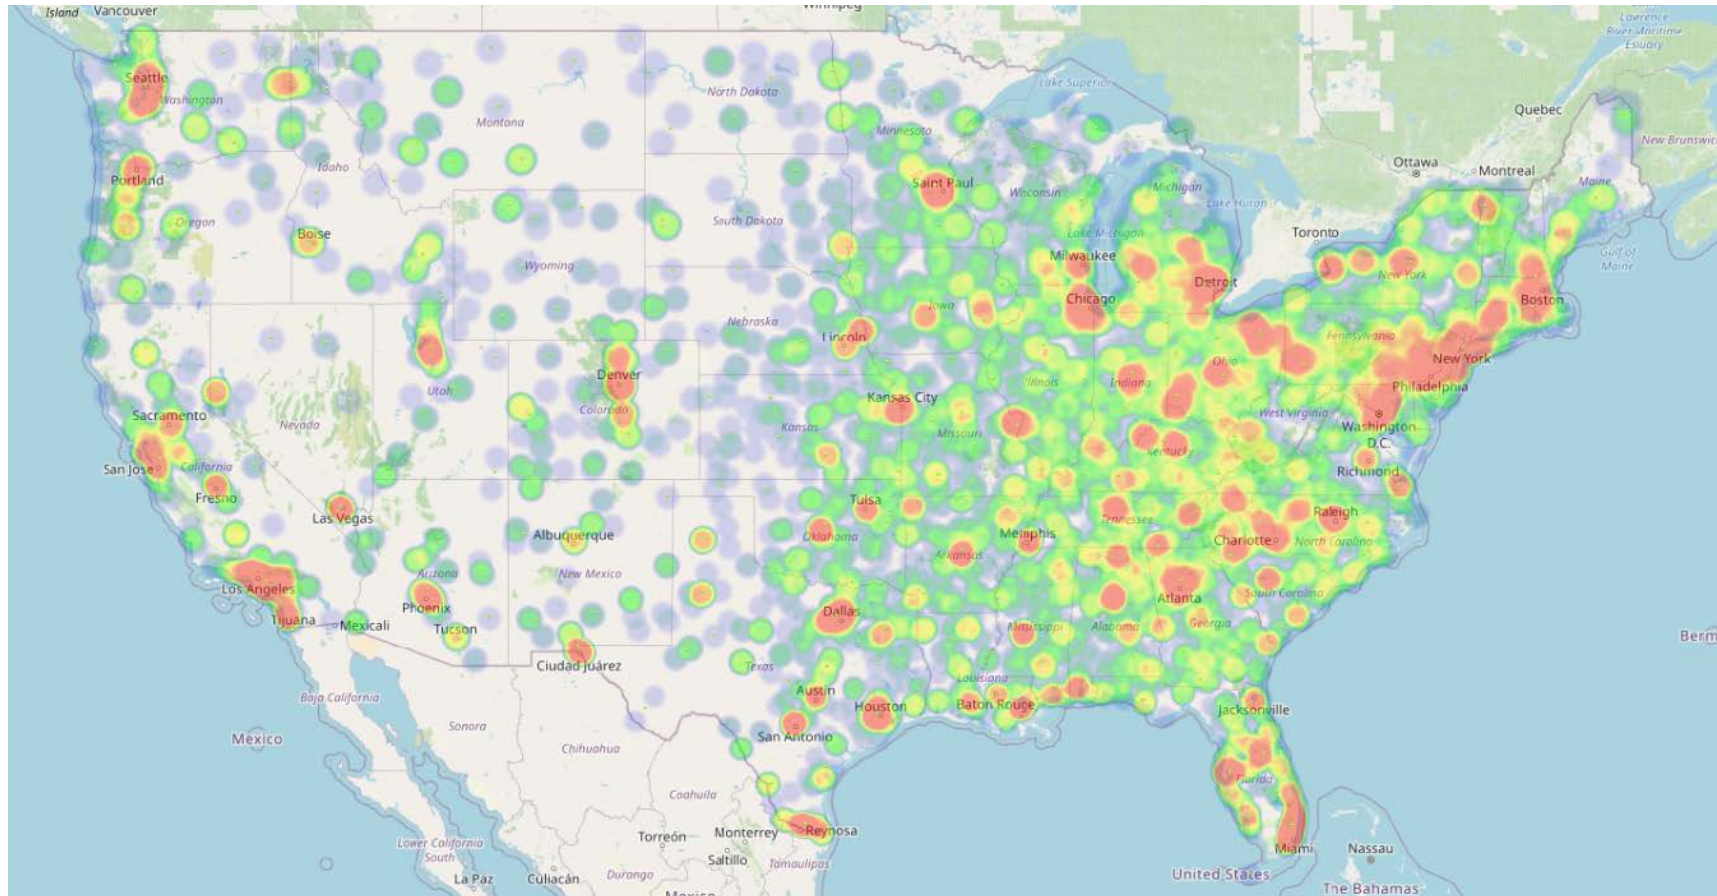 Island
Vancouver
Winnipeg
Lawrence
River Maritime
Estuary
Seattle
Washington
North Dakota
Lake Superior
Quebec
Montana
Minnesota
New Brunswick
Idaho
Ottawa
Montreal
Portland
Saint Paul
Wisconsin
Michigan
Maine
Lake Huron
Oregon
South Dakota
Boise
Lake Michigan
Toronto
Gulf of
Maine
Wyoming
Milwaukee
New York
Detroit
Chicago
Boston
Iowa
Nebraska
Lincoln
Pennsylvania
Ohio
New York
Denver
Utah
Illinois
Indiana
Philadelphia
Colorado
Kansas City
Sacramento
West Virginia
Nevada
Kansas
Missouri
Washington
D.C.
Kentucky
San Jose
California
Richmond
Fresno
Tulsa
Las Vegas
Raleigh
Tennessee
Albuquerque
Oklahoma
Memphis
Charlotte
North Carolina
Arkansas
Arizona
New Mexico
Los Angeles
South Carolina
Phoenix
Atlanta
Dallas
Tijuana
Mexicali
Tucson
Mississippi
Alabama
Georgia
Berm
Ciudad Juárez
Texas
Louisiana
Baja California
Austin
Houston
Baton Rouge
Jacksonville
Sonora
San Antonio
Mexico
Chihuahua
Florida
Coahuila
Reynosa
Torreón
Monterrey
Lower California
South
Saltillo
Miami
Nassau
Tamaulipas
La Paz
Culiacán
Durango
United States
Mexico
The Bahamas